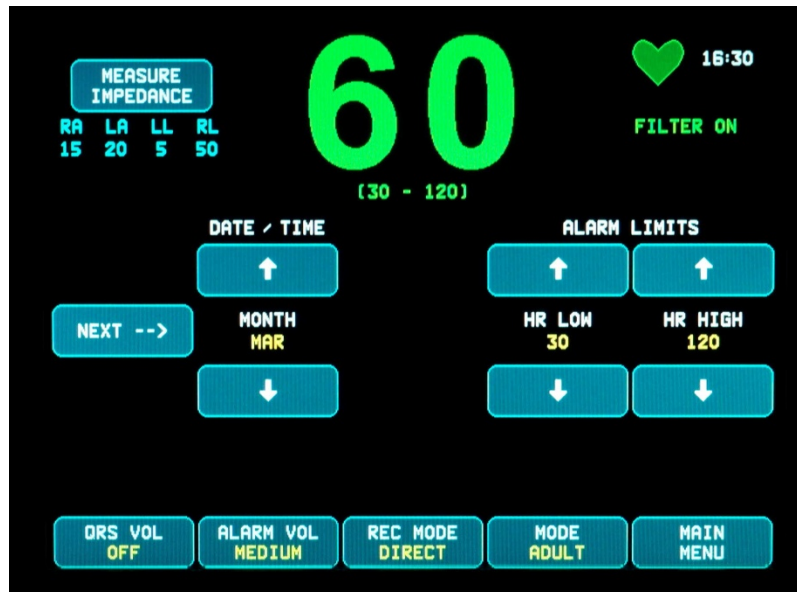 MEASURE
IMPEDANCE
RA LA LL RL
15 20 5 50
60
(30 - 120)
16:30
FILTER ON
DATE / TIME
ALARM LIMITS
NEXT -->
MONTH
MAR
HR LOW
30
HR HIGH
120
QRS VOL
OFF
ALARM VOL
MEDIUM
REC MODE
DIRECT
MODE
ADULT
MAIN
MENU